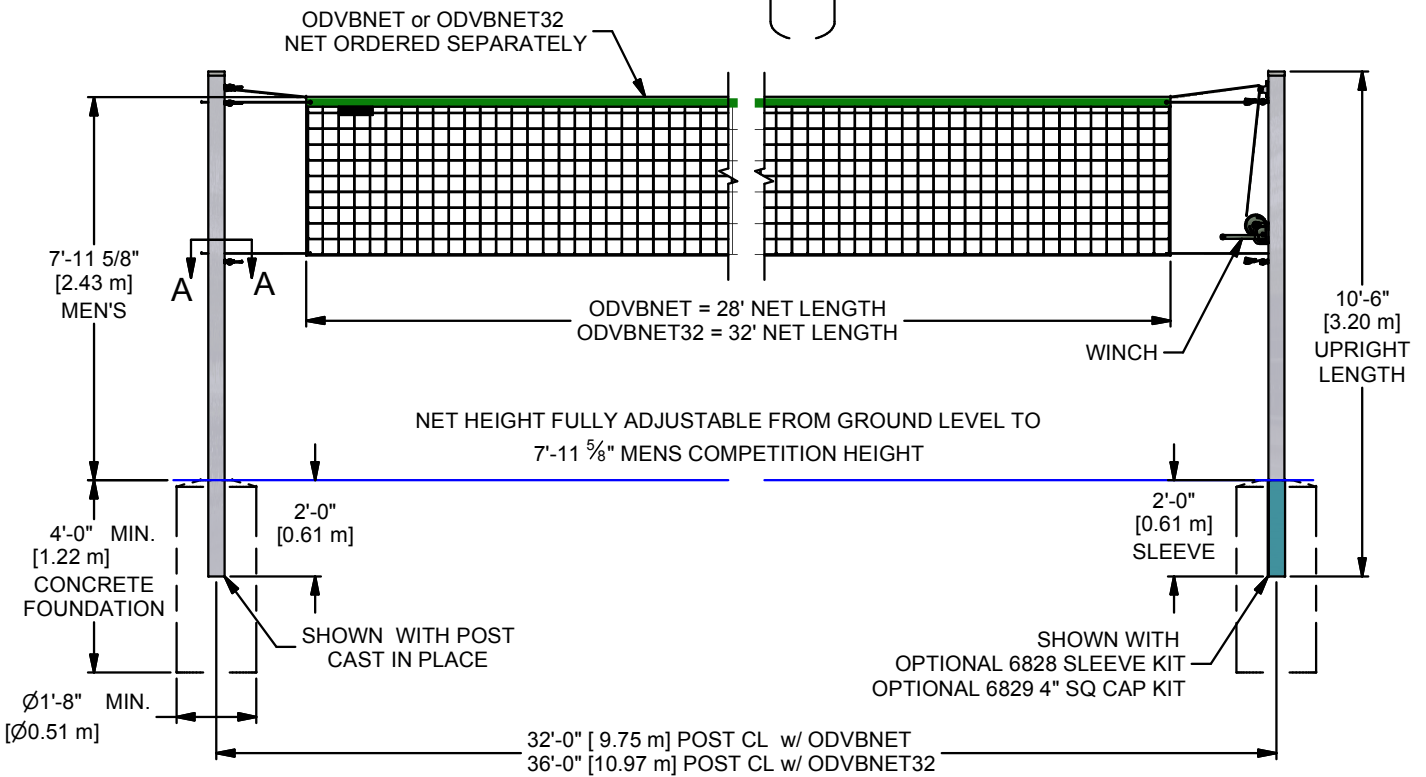 ODVBNET or ODVBNET32
NET ORDERED SEPARATELY
7'-11 5/8"
[2.43 m]
MEN'S
A
A
ODVBNET = 28' NET LENGTH
ODVBNET32 = 32' NET LENGTH
WINCH
10'-6"
[3.20 m]
UPRIGHT
LENGTH
NET HEIGHT FULLY ADJUSTABLE FROM GROUND LEVEL TO
7'-11 ⅝" MENS COMPETITION HEIGHT
4'-0" MIN.
[1.22 m]
CONCRETE
FOUNDATION
2'-0"
[0.61 m]
2'-0"
[0.61 m]
SLEEVE
SHOWN WITH POST
CAST IN PLACE
SHOWN WITH
OPTIONAL 6828 SLEEVE KIT
OPTIONAL 6829 4" SQ CAP KIT
Ø1'-8" MIN.
[Ø0.51 m]
32'-0" [ 9.75 m] POST CL w/ ODVBNET
36'-0" [10.97 m] POST CL w/ ODVBNET32